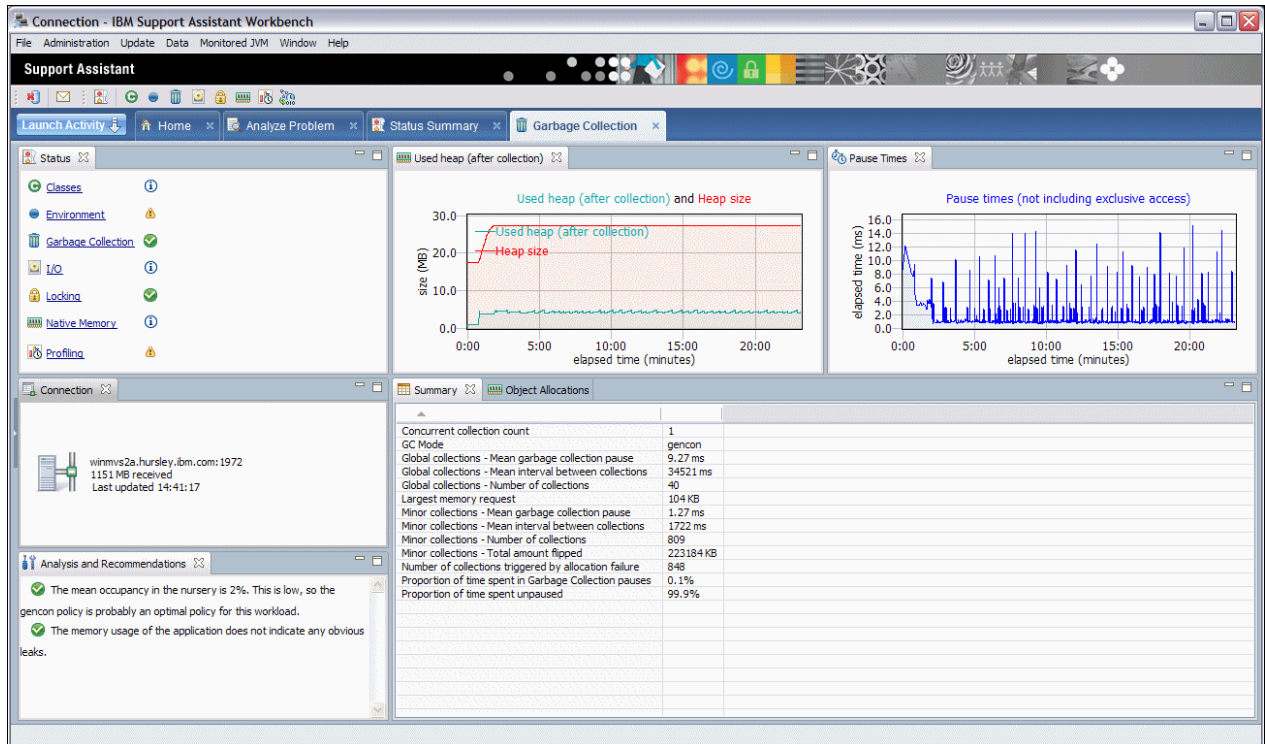 Connection - IBM Support Assistant Workbench
File Administration Update Data Monitored JVM Window Help
Support Assistant
Launch Activity
Home
Analyze Problem
Status Summary
Garbage Collection
Status
Classes
Environment
Garbage Collection
I/O
Locking
Native Memory
Profiling
Used heap (after collection)
Used heap (after collection) and Heap size
30.0
20.0
10.0
0.0
size (MB)
Used heap (after collection)
Heap size
0:00 5:00 10:00 15:00 20:00
elapsed time (minutes)
Pause Times
Pause times (not including exclusive access)
16.0
14.0
12.0
10.0
8.0
6.0
4.0
2.0
0.0
elapsed time (ms)
0:00 5:00 10:00 15:00 20:00
elapsed time (minutes)
Connection
winmvs2a.hursley.ibm.com:1972
1151 MB received
Last updated 14:41:17
Analysis and Recommendations
The mean occupancy in the nursery is 2%. This is low, so the
gencon policy is probably an optimal policy for this workload.
The memory usage of the application does not indicate any obvious
leaks.
Summary
Object Allocations
Concurrent collection count 1
GC Mode gencon
Global collections - Mean garbage collection pause 9.27 ms
Global collections - Mean interval between collections 34521 ms
Global collections - Number of collections 40
Largest memory request 104 KB
Minor collections - Mean garbage collection pause 1.27 ms
Minor collections - Mean interval between collections 1722 ms
Minor collections - Number of collections 809
Minor collections - Total amount flipped 223184 KB
Number of collections triggered by allocation failure 848
Proportion of time spent in Garbage Collection pauses 0.1%
Proportion of time spent unpaused 99.9%